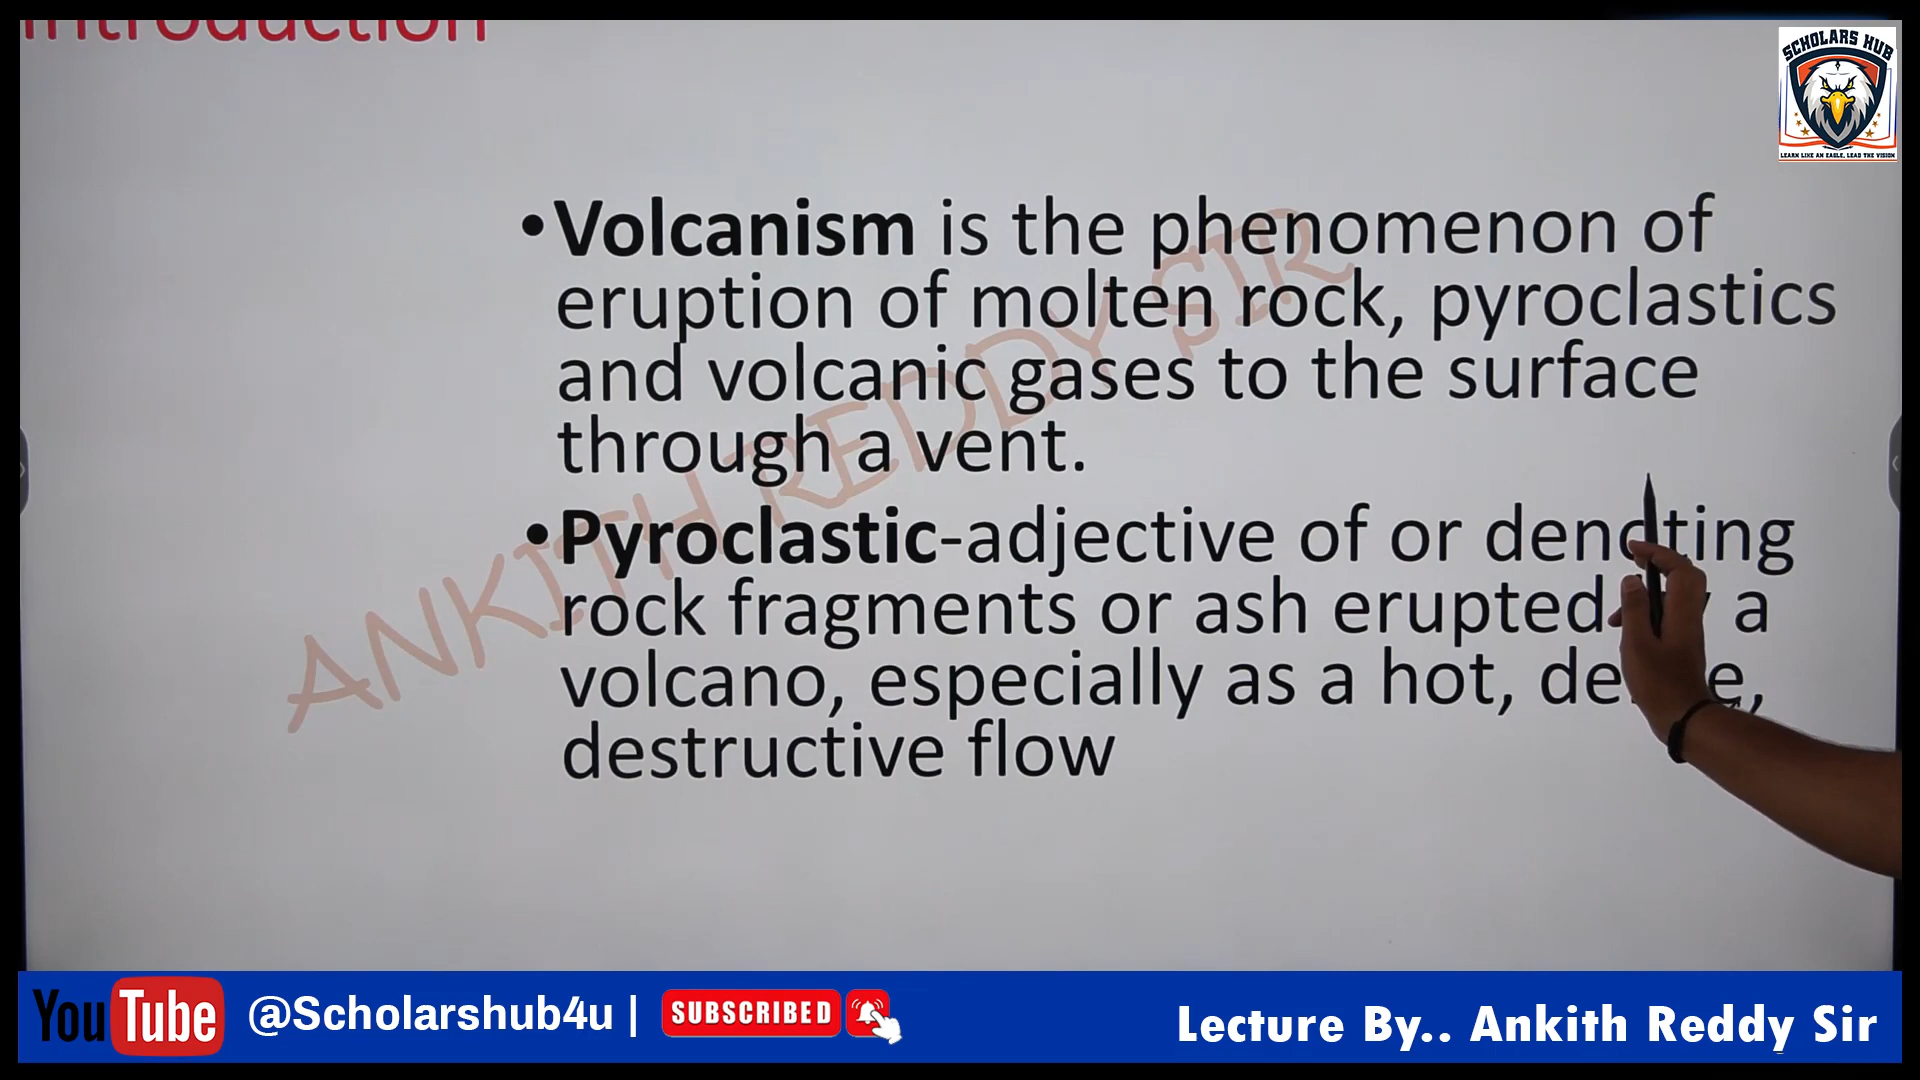 Introduction
SCHOLARS HUB
LEARN LIKE AN EAGLE, LEAD THE VISION
•Volcanism is the phenomenon of
eruption of molten rock, pyroclastics
and volcanic gases to the surface
through a vent.
•Pyroclastic-adjective of or denoting
rock fragments or ash erupted by a
volcano, especially as a hot, dense,
destructive flow
ANKITH REDDY SIR
YouTube @Scholarshub4u | SUBSCRIBED
Lecture By.. Ankith Reddy Sir